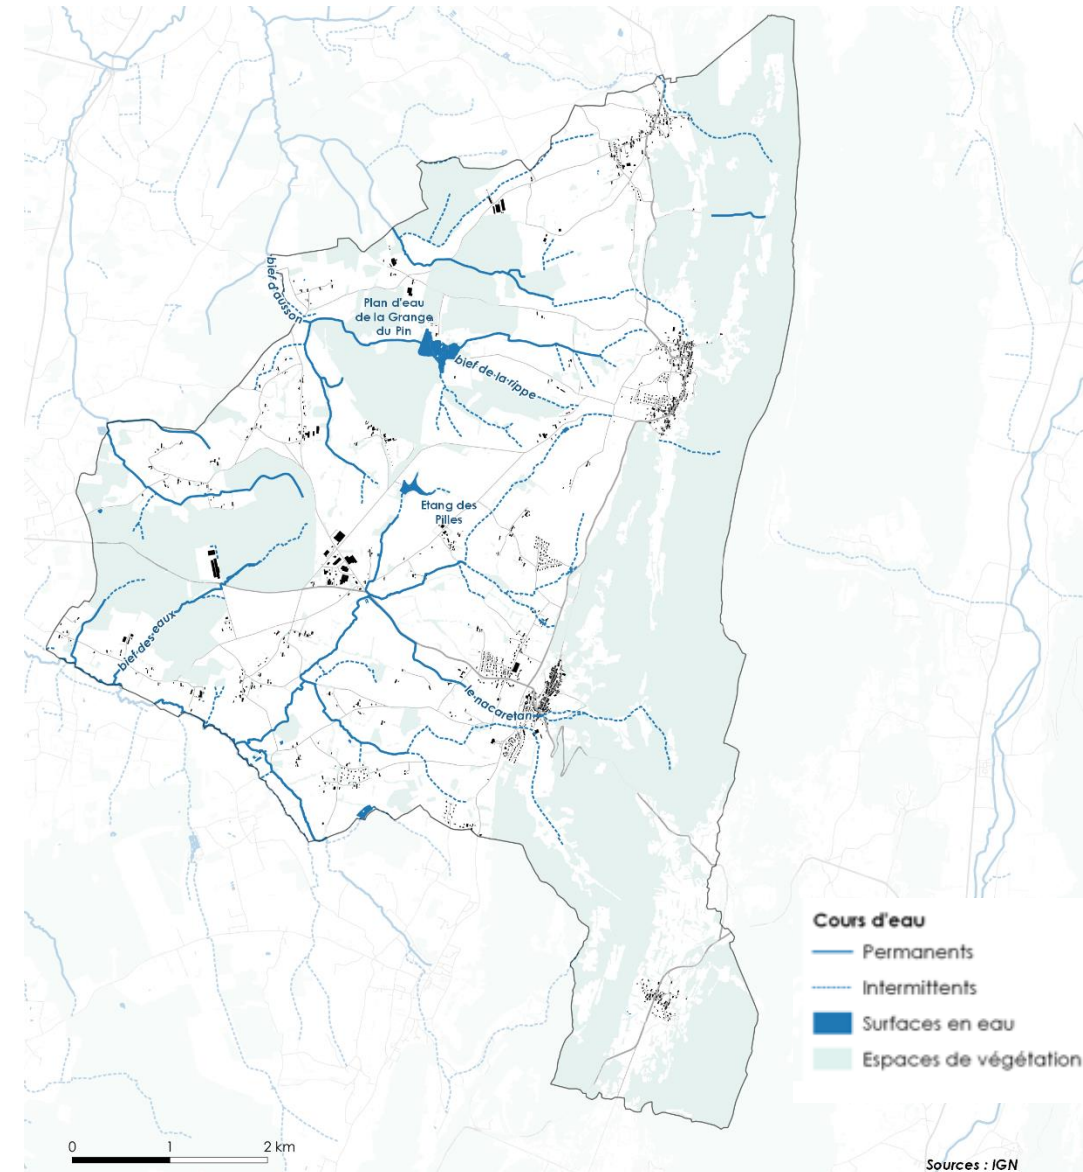 bief d'ausson
Plan d'eau
de la Grange
du Pin
bief-de-la-rippe
Etang des
Pilles
bief-des-eaux
le-nacaretan
Cours d'eau
Permanents
Intermittents
Surfaces en eau
Espaces de végétation
0 1 2 km
Sources : IGN